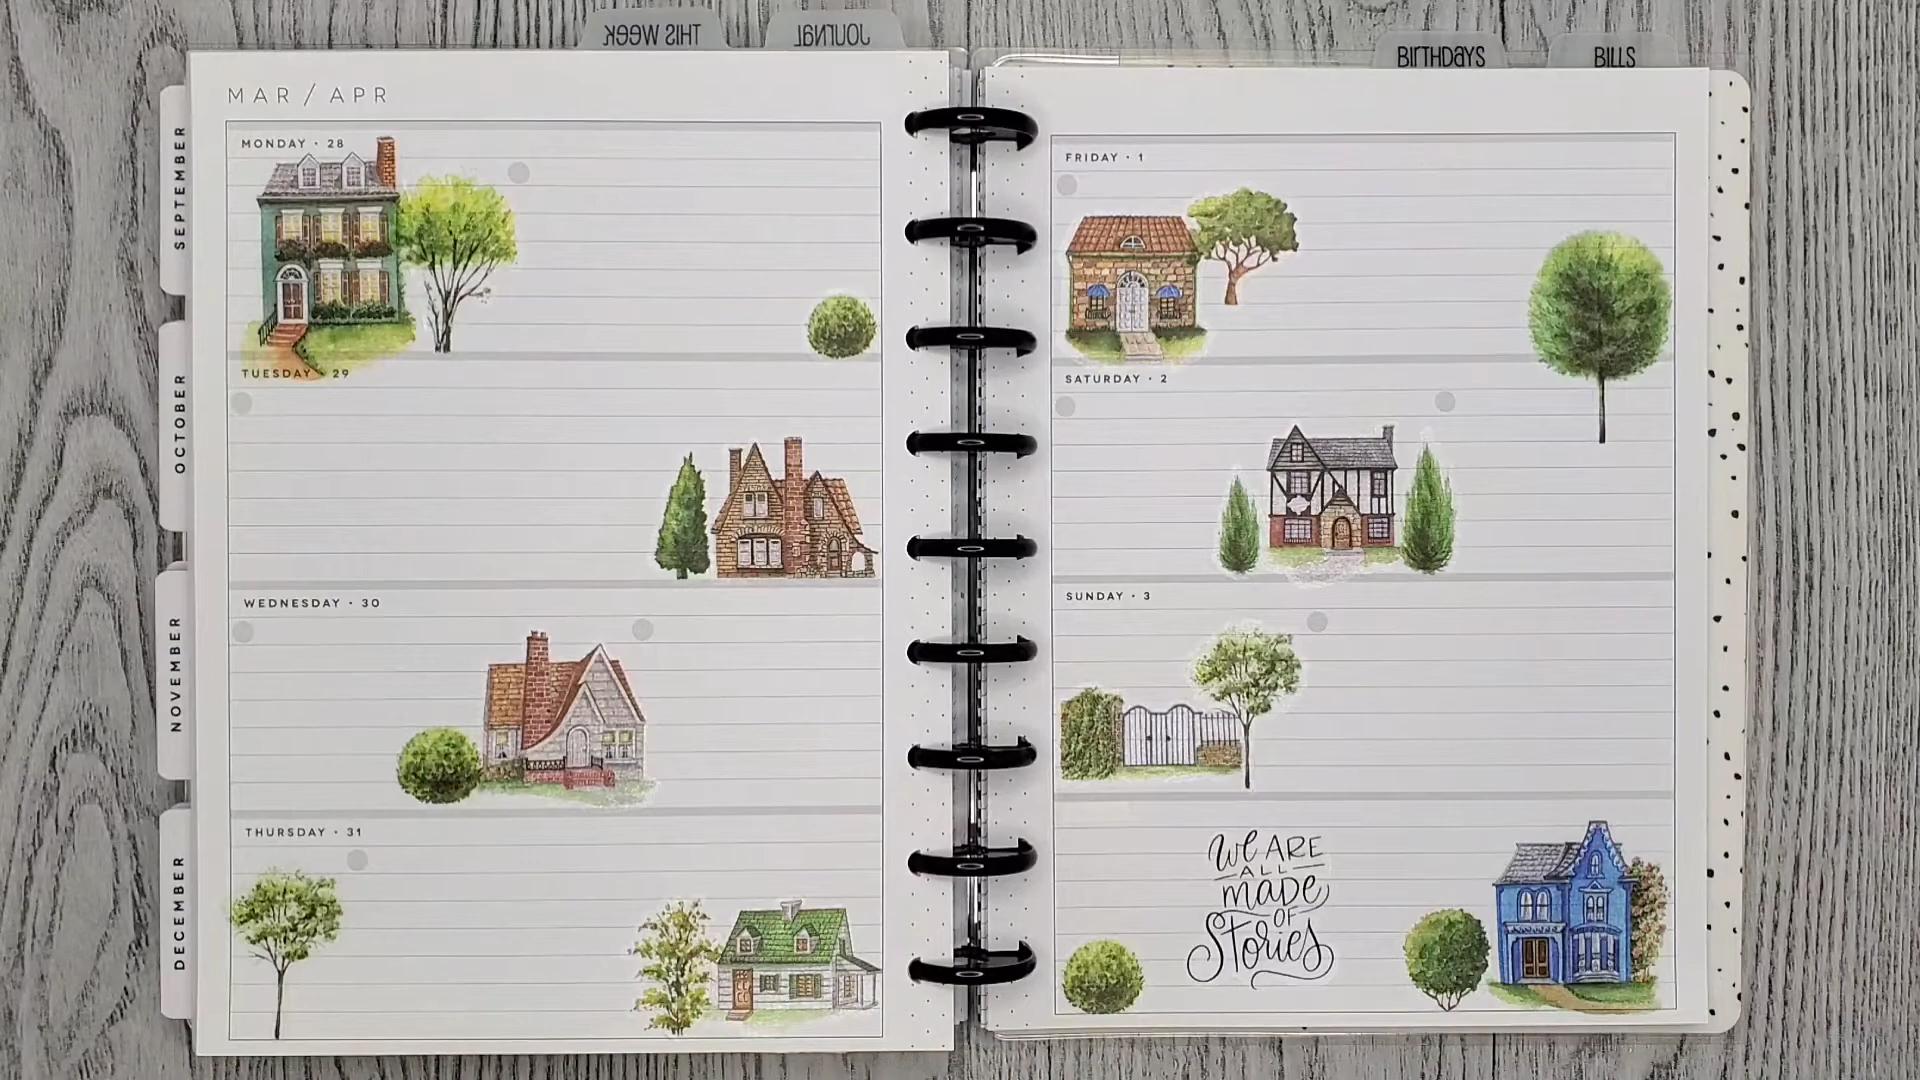 THIS WEEK
JOURNAL
BIRTHDAYS
BILLS
MAR / APR
SEPTEMBER
OCTOBER
NOVEMBER
DECEMBER
MONDAY · 28
TUESDAY · 29
WEDNESDAY · 30
THURSDAY · 31
FRIDAY · 1
SATURDAY · 2
SUNDAY · 3
We ARE
ALL
made
OF
Stories